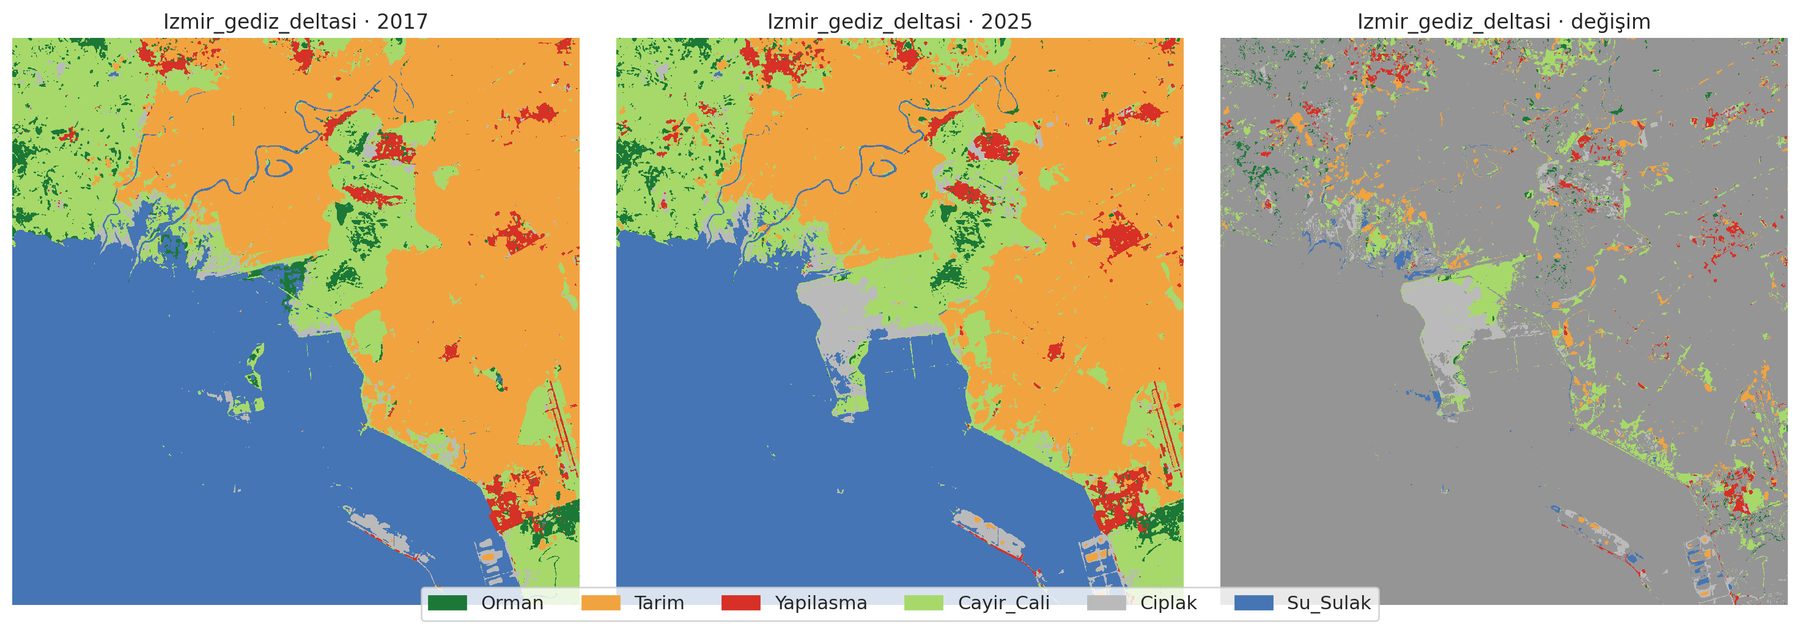 Izmir_gediz_deltasi · 2017
Izmir_gediz_deltasi · 2025
Izmir_gediz_deltasi · değişim
Orman Tarim Yapilasma Cayir_Cali Ciplak Su_Sulak